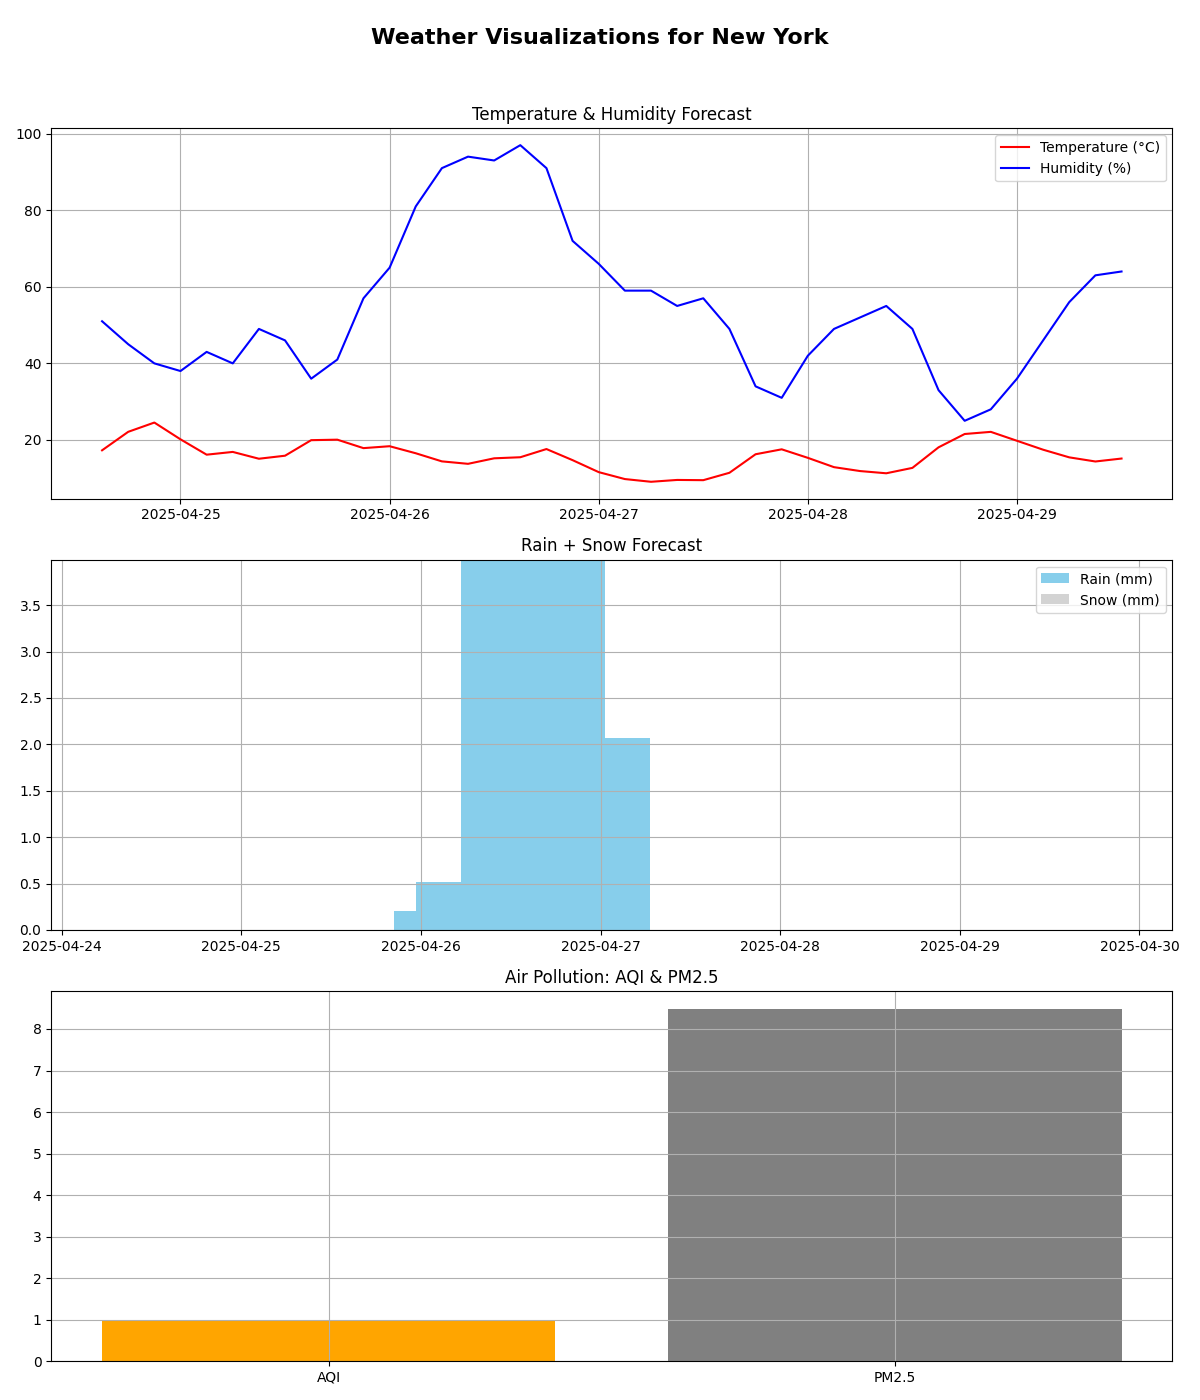 Weather Visualizations for New York
Temperature & Humidity Forecast
100
80
60
40
20
Temperature (°C)
Humidity (%)
2025-04-25 2025-04-26 2025-04-27 2025-04-28 2025-04-29
Rain + Snow Forecast
3.5
3.0
2.5
2.0
1.5
1.0
0.5
0.0
Rain (mm)
Snow (mm)
2025-04-24 2025-04-25 2025-04-26 2025-04-27 2025-04-28 2025-04-29 2025-04-30
Air Pollution: AQI & PM2.5
8
7
6
5
4
3
2
1
0
AQI PM2.5